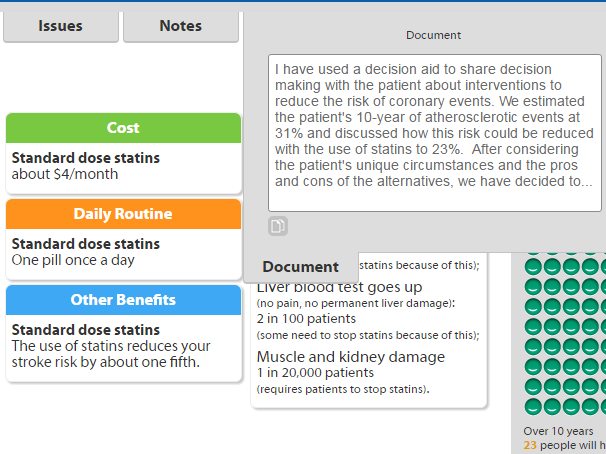 Issues
Notes
Document
I have used a decision aid to share decision
making with the patient about interventions to
reduce the risk of coronary events. We estimated
the patient's 10-year of atherosclerotic events at
31% and discussed how this risk could be reduced
with the use of statins to 23%.  After considering
the patient's unique circumstances and the pros
and cons of the alternatives, we have decided to...
Document
Cost
Standard dose statins
about $4/month
Daily Routine
Standard dose statins
One pill once a day
Other Benefits
Standard dose statins
The use of statins reduces your
stroke risk by about one fifth.
statins because of this);
Liver blood test goes up
(no pain, no permanent liver damage):
2 in 100 patients
(some need to stop statins because of this);
Muscle and kidney damage
1 in 20,000 patients
(requires patients to stop statins).
Over 10 years
23 people will h